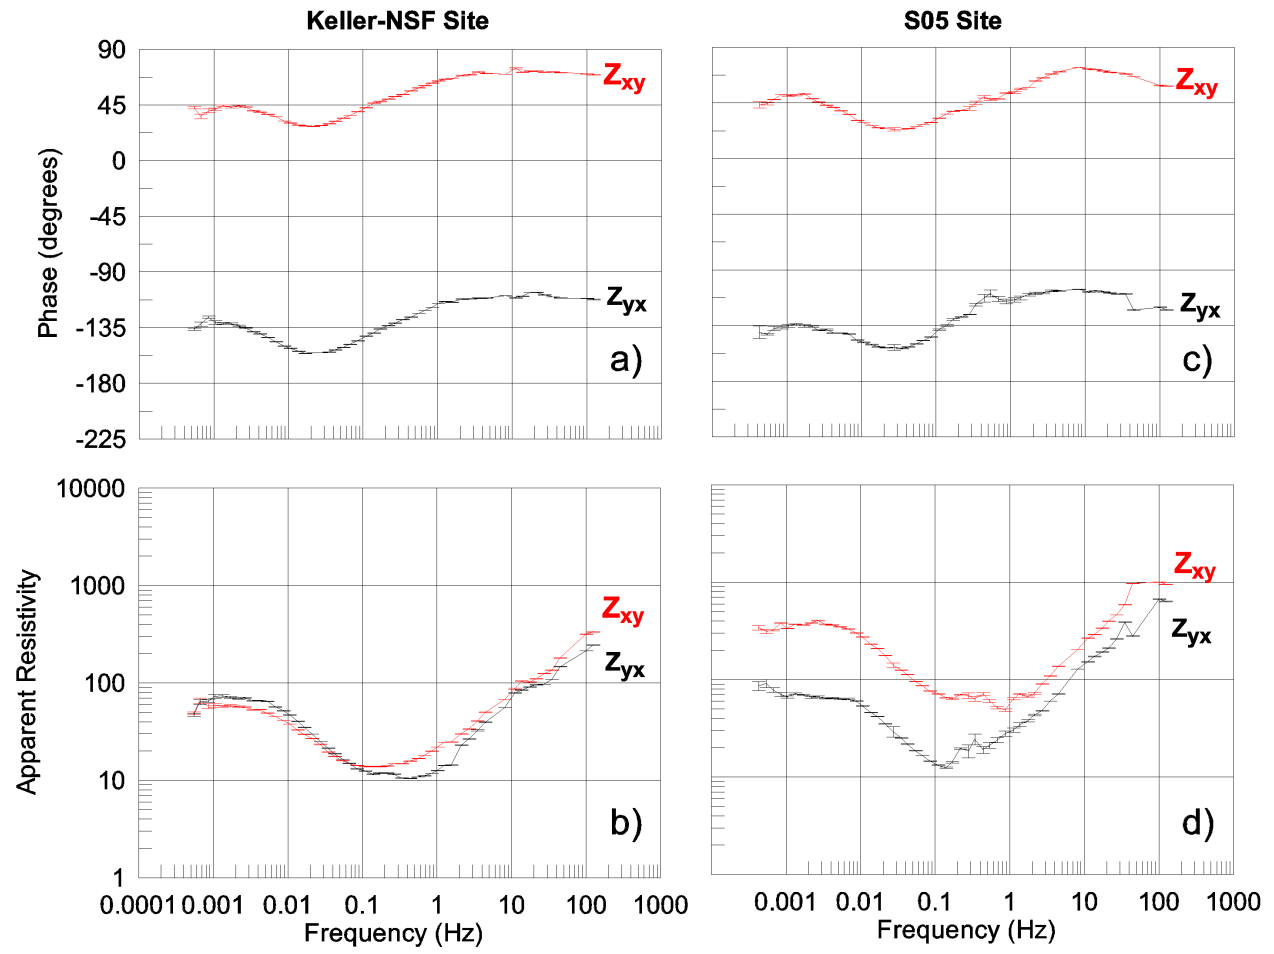 Keller-NSF Site
S05 Site
90
45
0
-45
-90
-135
-180
-225
Phase (degrees)
Zxy
Zyx
a)
Zxy
Zyx
c)
10000
1000
100
10
1
Apparent Resistivity
Zxy
Zyx
b)
Zxy
Zyx
d)
0.0001 0.001 0.01 0.1 1 10 100 1000
0.001 0.01 0.1 1 10 100 1000
Frequency (Hz)
Frequency (Hz)